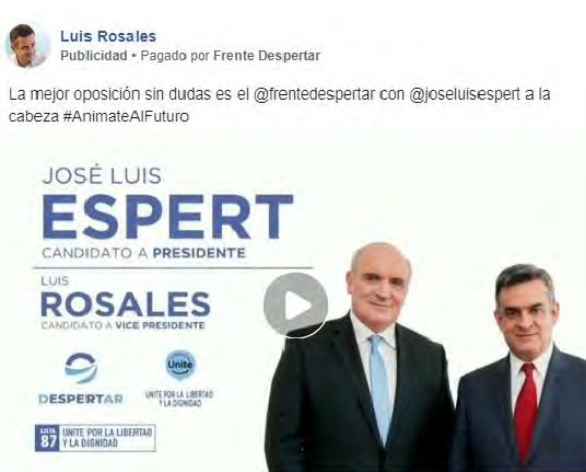 Luis Rosales
Publicidad • Pagado por Frente Despertar
La mejor oposición sin dudas es el @frentedespertar con @joseluisespert a la
cabeza #AnimateAlFuturo
JOSÉ LUIS
ESPERT
CANDIDATO A PRESIDENTE
LUIS
ROSALES
CANDIDATO A VICE PRESIDENTE
DESPERTAR
Unite
UNITE POR LA LIBERTAD
Y LA DIGNIDAD
LISTA
87
UNITE POR LA LIBERTAD
Y LA DIGNIDAD